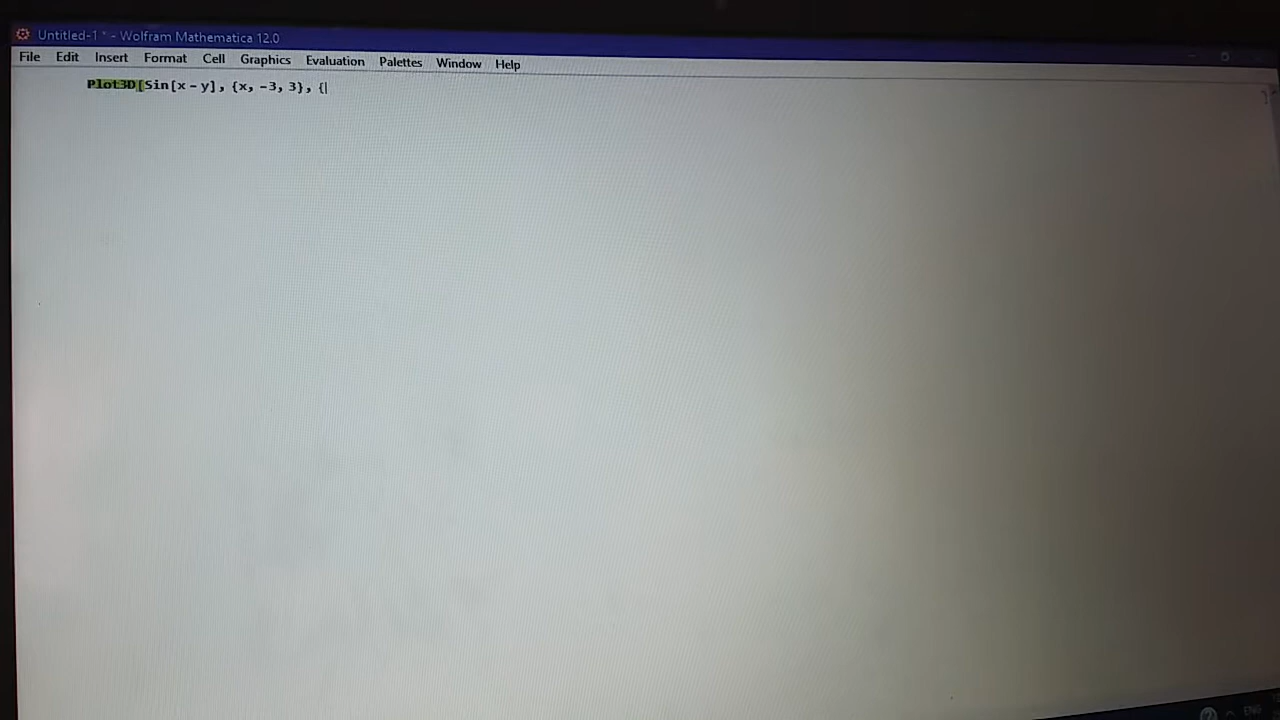 Untitled-1 * - Wolfram Mathematica 12.0
File Edit Insert Format Cell Graphics Evaluation Palettes Window Help
Plot3D[Sin[x - y], {x, -3, 3}, {
ENG